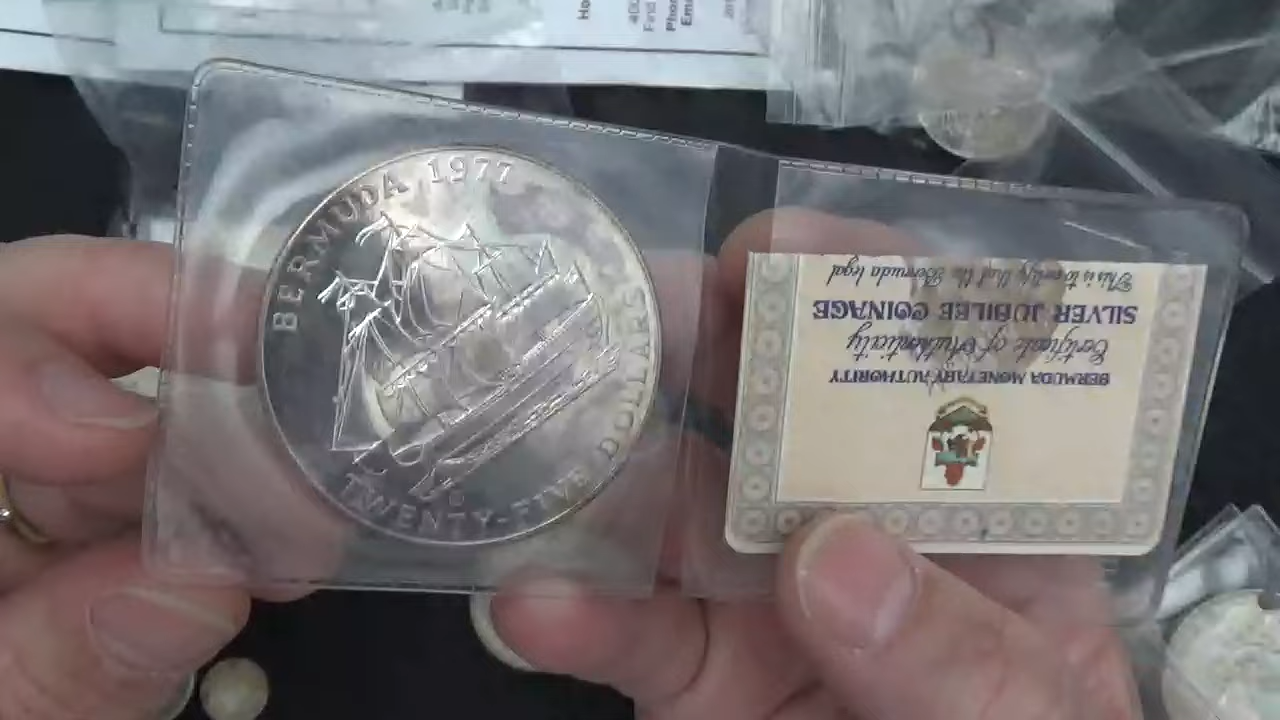 BERMUDA 1977
TWENTY-FIVE DOLLARS
BERMUDA MONETARY AUTHORITY
Certificate of Authenticity
SILVER JUBILEE COINAGE
This is to certify that the Bermuda legal